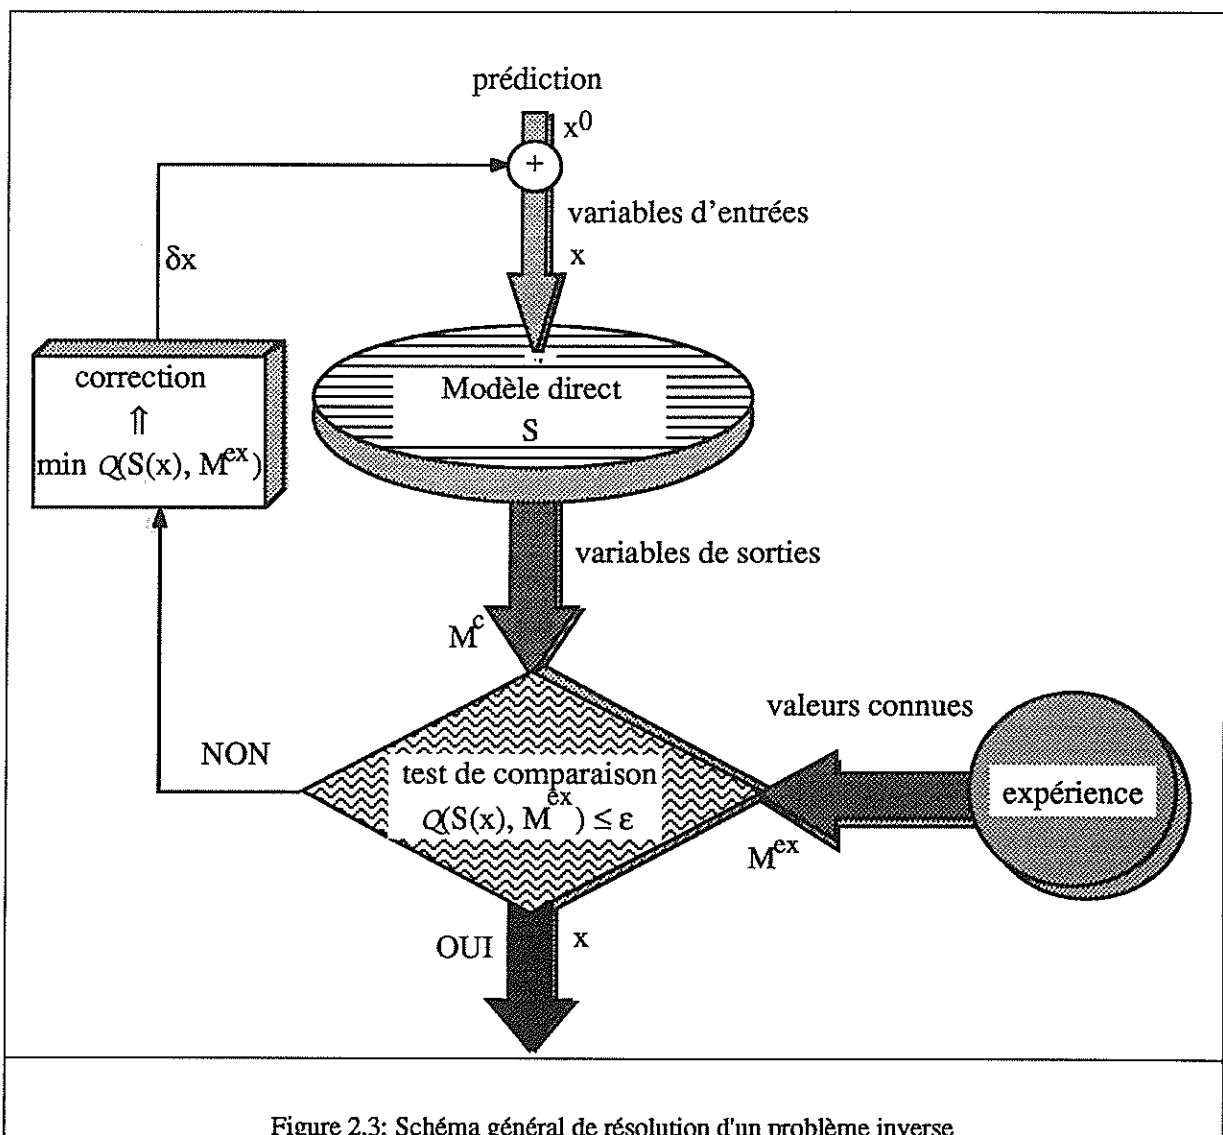 prédiction
x⁰
+
variables d'entrées
x
δx
correction
⇑
min Q(S(x), Mᵉˣ)
Modèle direct
S
variables de sorties
Mᶜ
valeurs connues
NON
test de comparaison
Q(S(x), Mᵉˣ) ≤ ε
expérience
Mᵉˣ
OUI
x
Figure 2.3: Schéma général de résolution d'un problème inverse